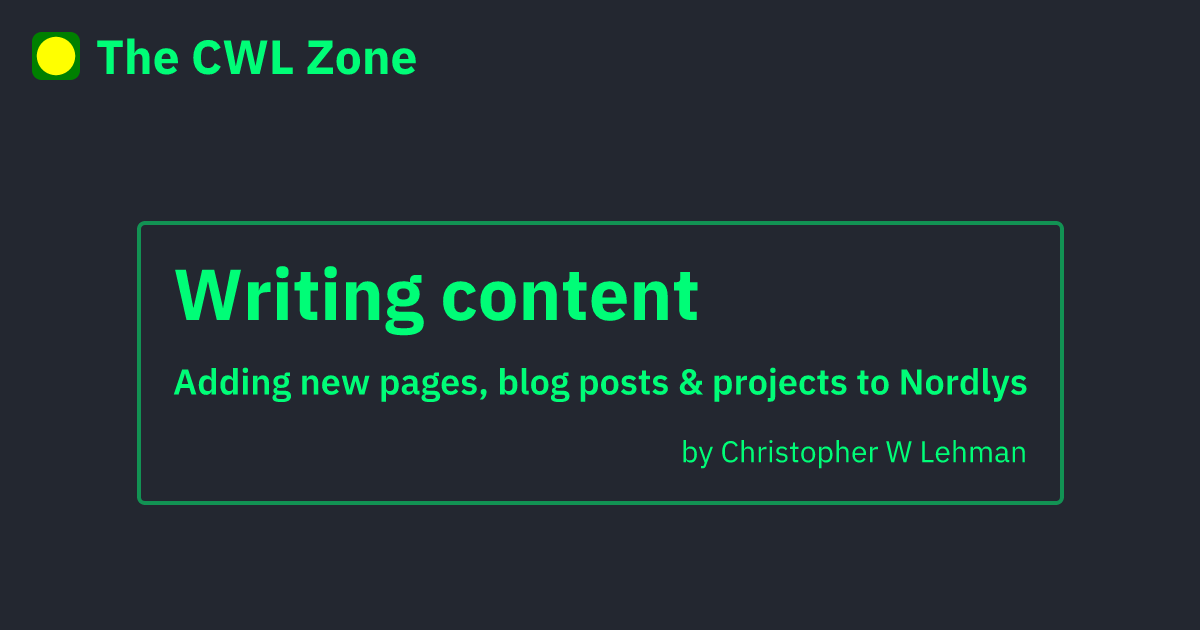 The CWL Zone
Writing content
Adding new pages, blog posts & projects to Nordlys
by Christopher W Lehman